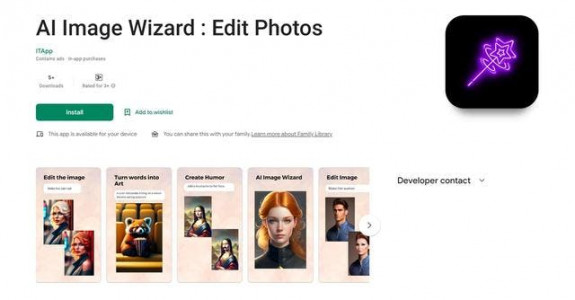 AI Image Wizard : Edit Photos
ITApp
Contains ads In-app purchases
5+
Downloads
Rated for 3+
Install
Add to wishlist
This app is available for your device
You can share this with your family Learn more about Family Library
Edit the image
Turn words into
Art
Create Humor
AI Image Wizard
Edit Image
Developer contact